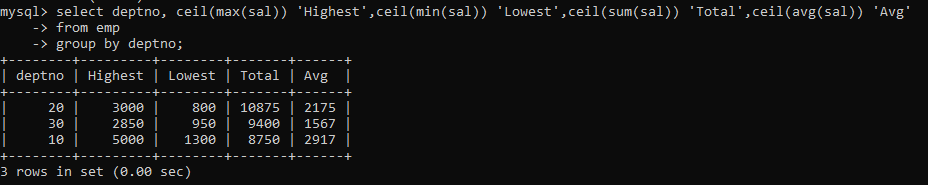 mysql> select deptno, ceil(max(sal)) 'Highest',ceil(min(sal)) 'Lowest',ceil(sum(sal)) 'Total',ceil(avg(sal)) 'Avg'
    -> from emp
    -> group by deptno;
+--------+---------+--------+-------+------+
| deptno | Highest | Lowest | Total | Avg  |
+--------+---------+--------+-------+------+
|     20 |    3000 |    800 | 10875 | 2175 |
|     30 |    2850 |    950 |  9400 | 1567 |
|     10 |    5000 |   1300 |  8750 | 2917 |
+--------+---------+--------+-------+------+
3 rows in set (0.00 sec)